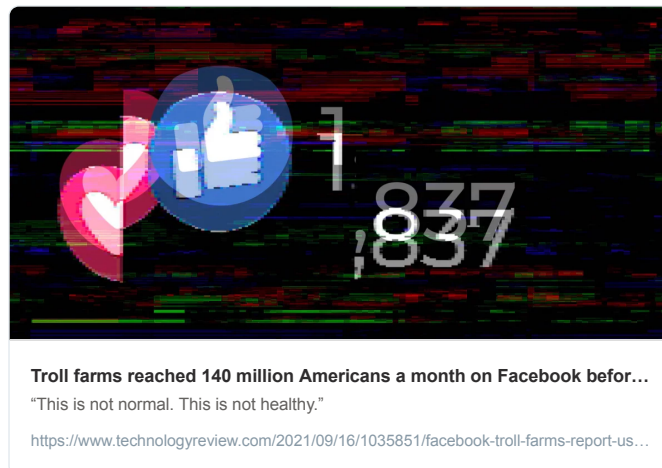 1
,837
Troll farms reached 140 million Americans a month on Facebook befor…
“This is not normal. This is not healthy.”
https://www.technologyreview.com/2021/09/16/1035851/facebook-troll-farms-report-us…